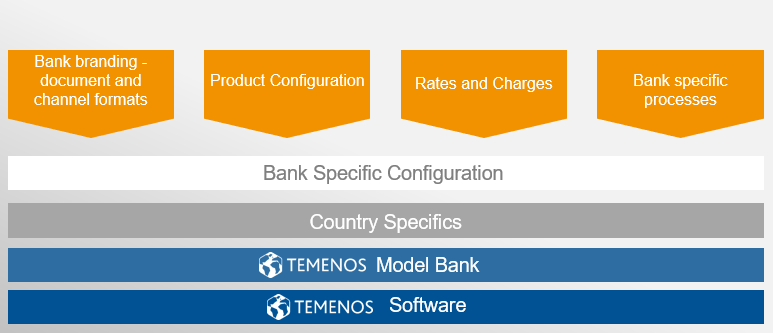 Bank branding -
document and
channel formats
Product Configuration
Rates and Charges
Bank specific
processes
Bank Specific Configuration
Country Specifics
TEMENOS Model Bank
TEMENOS Software